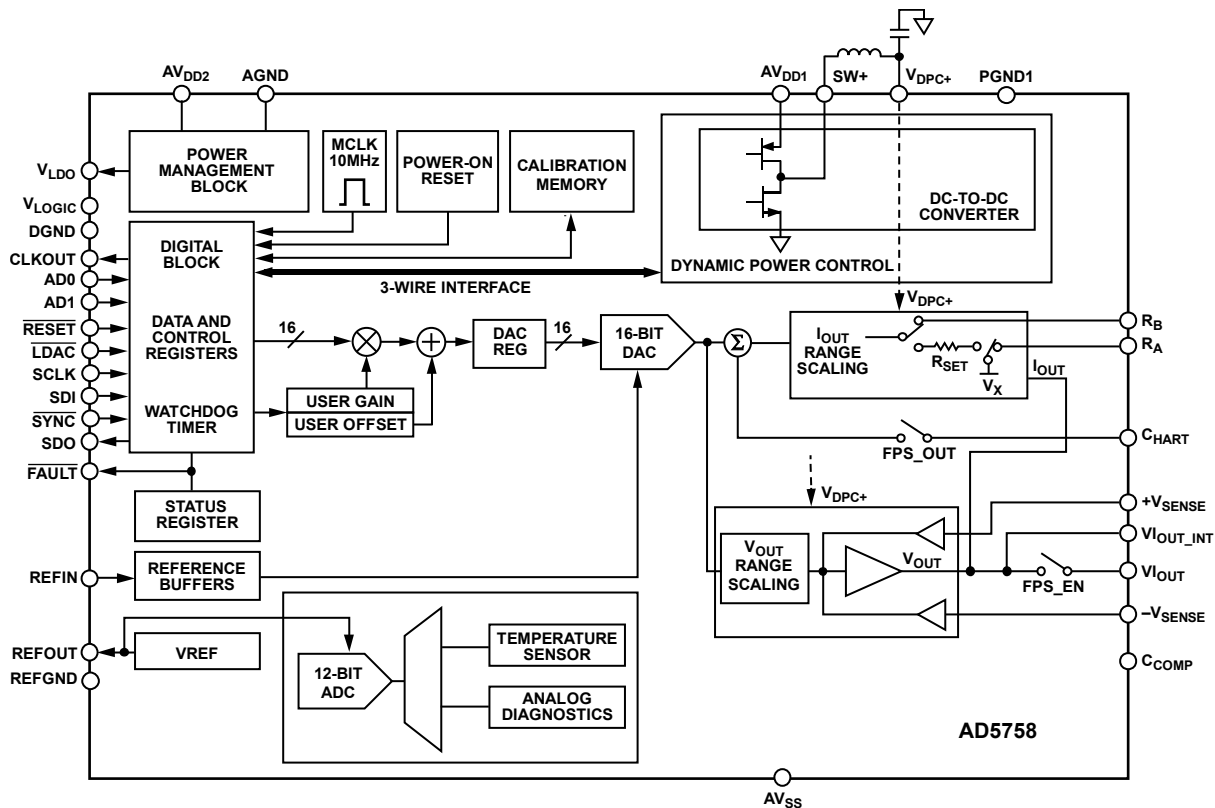 AVDD2
AGND
AVDD1
SW+
VDPC+
PGND1
POWER
MANAGEMENT
BLOCK
MCLK
10MHz
POWER-ON
RESET
CALIBRATION
MEMORY
DC-TO-DC
CONVERTER
DYNAMIC POWER CONTROL
VLDO
VLOGIC
DGND
CLKOUT
AD0
AD1
RESET
LDAC
SCLK
SDI
SYNC
SDO
FAULT
DIGITAL
BLOCK
DATA AND
CONTROL
REGISTERS
WATCHDOG
TIMER
3-WIRE INTERFACE
16
USER GAIN
USER OFFSET
DAC
REG
16
16-BIT
DAC
Σ
VDPC+
IOUT
RANGE
SCALING
RSET
VX
IOUT
RB
RA
FPS_OUT
CHART
STATUS
REGISTER
VDPC+
VOUT
RANGE
SCALING
VOUT
+VSENSE
VIOUT_INT
VIOUT
FPS_EN
–VSENSE
CCOMP
REFIN
REFERENCE
BUFFERS
REFOUT
REFGND
VREF
12-BIT
ADC
TEMPERATURE
SENSOR
ANALOG
DIAGNOSTICS
AD5758
AVSS